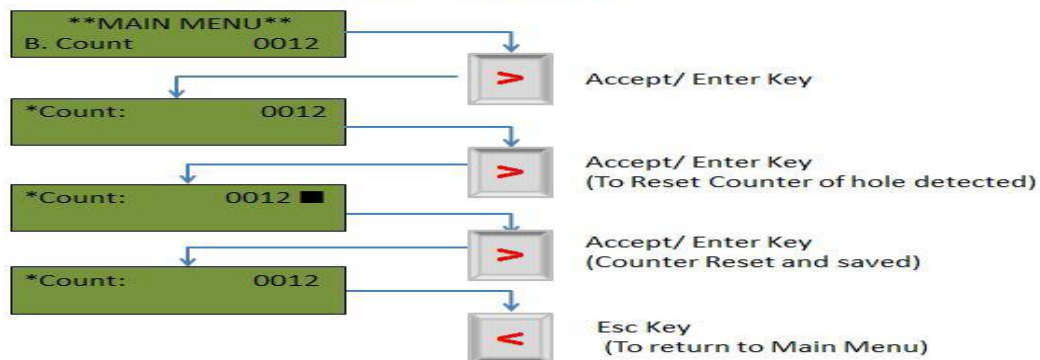 **MAIN MENU**
B. Count 0012
>
Accept/ Enter Key
*Count: 0012
>
Accept/ Enter Key
(To Reset Counter of hole detected)
*Count: 0012
>
Accept/ Enter Key
(Counter Reset and saved)
*Count: 0012
<
Esc Key
(To return to Main Menu)